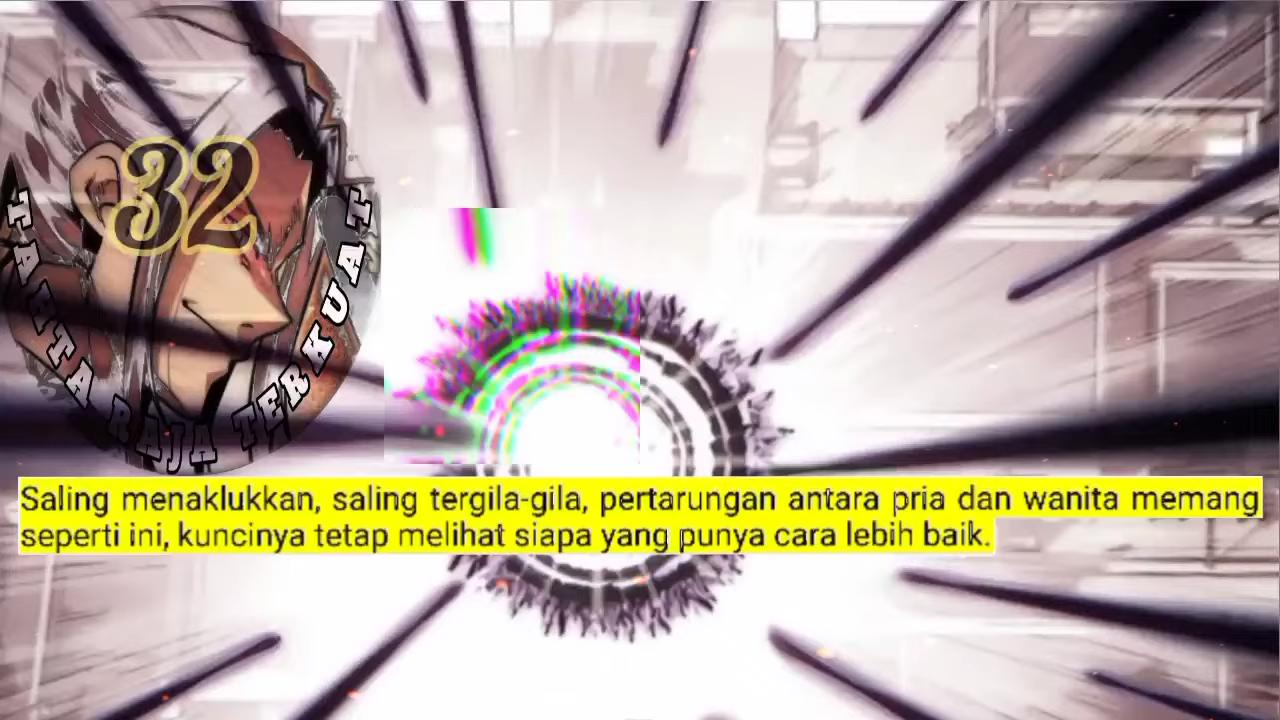 32
TAHTA RAJA TERKUAT
Saling menaklukkan, saling tergila-gila, pertarungan antara pria dan wanita memang
seperti ini, kuncinya tetap melihat siapa yang punya cara lebih baik.